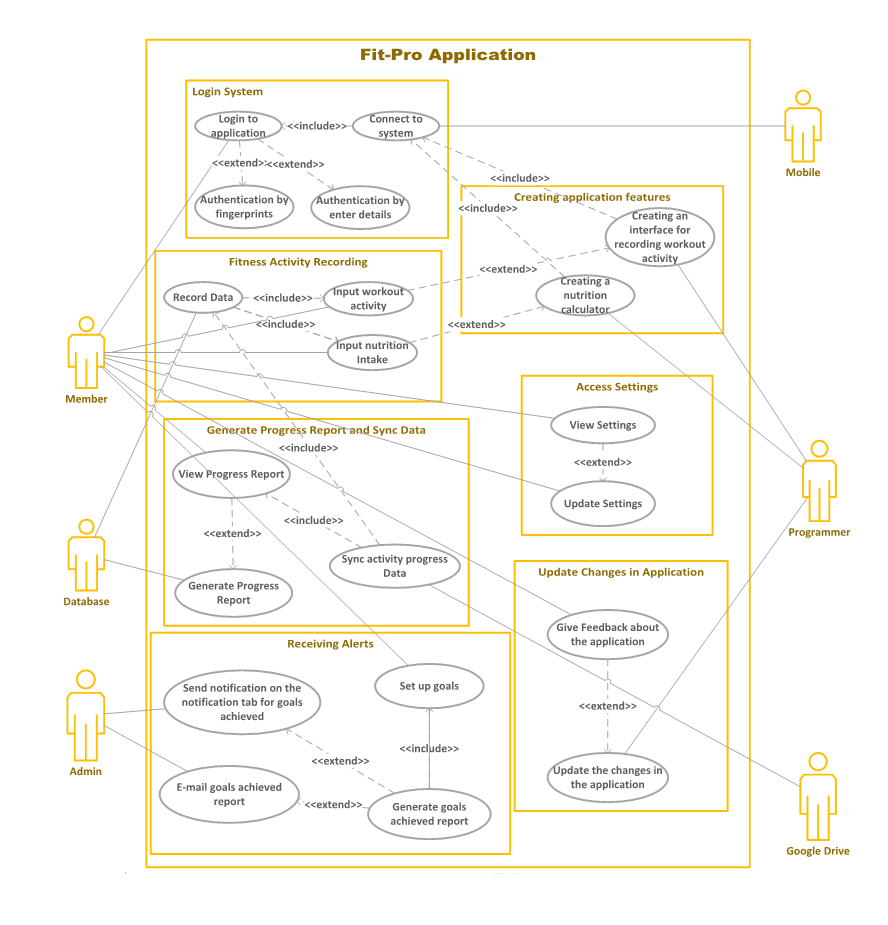 Fit-Pro Application
Login System
Login to
application
<<include>>
Connect to
system
<<extend>>
<<extend>>
Authentication by
fingerprints
Authentication by
enter details
Mobile
<<include>>
Creating application features
<<include>>
Creating an
interface for
recording workout
activity
<<extend>>
Creating a
nutrition
calculator
<<extend>>
Fitness Activity Recording
Record Data
<<include>>
Input workout
activity
<<include>>
Input nutrition
Intake
Member
Access Settings
View Settings
<<extend>>
Update Settings
Programmer
Generate Progress Report and Sync Data
<<include>>
View Progress Report
<<include>>
<<extend>>
Sync activity progress
Data
Generate Progress
Report
Database
Update Changes in Application
Give Feedback about
the application
<<extend>>
Update the changes in
the application
Receiving Alerts
Send notification on the
notification tab for goals
achieved
Set up goals
<<include>>
<<extend>>
E-mail goals achieved
report
<<extend>>
Generate goals
achieved report
Admin
Google Drive